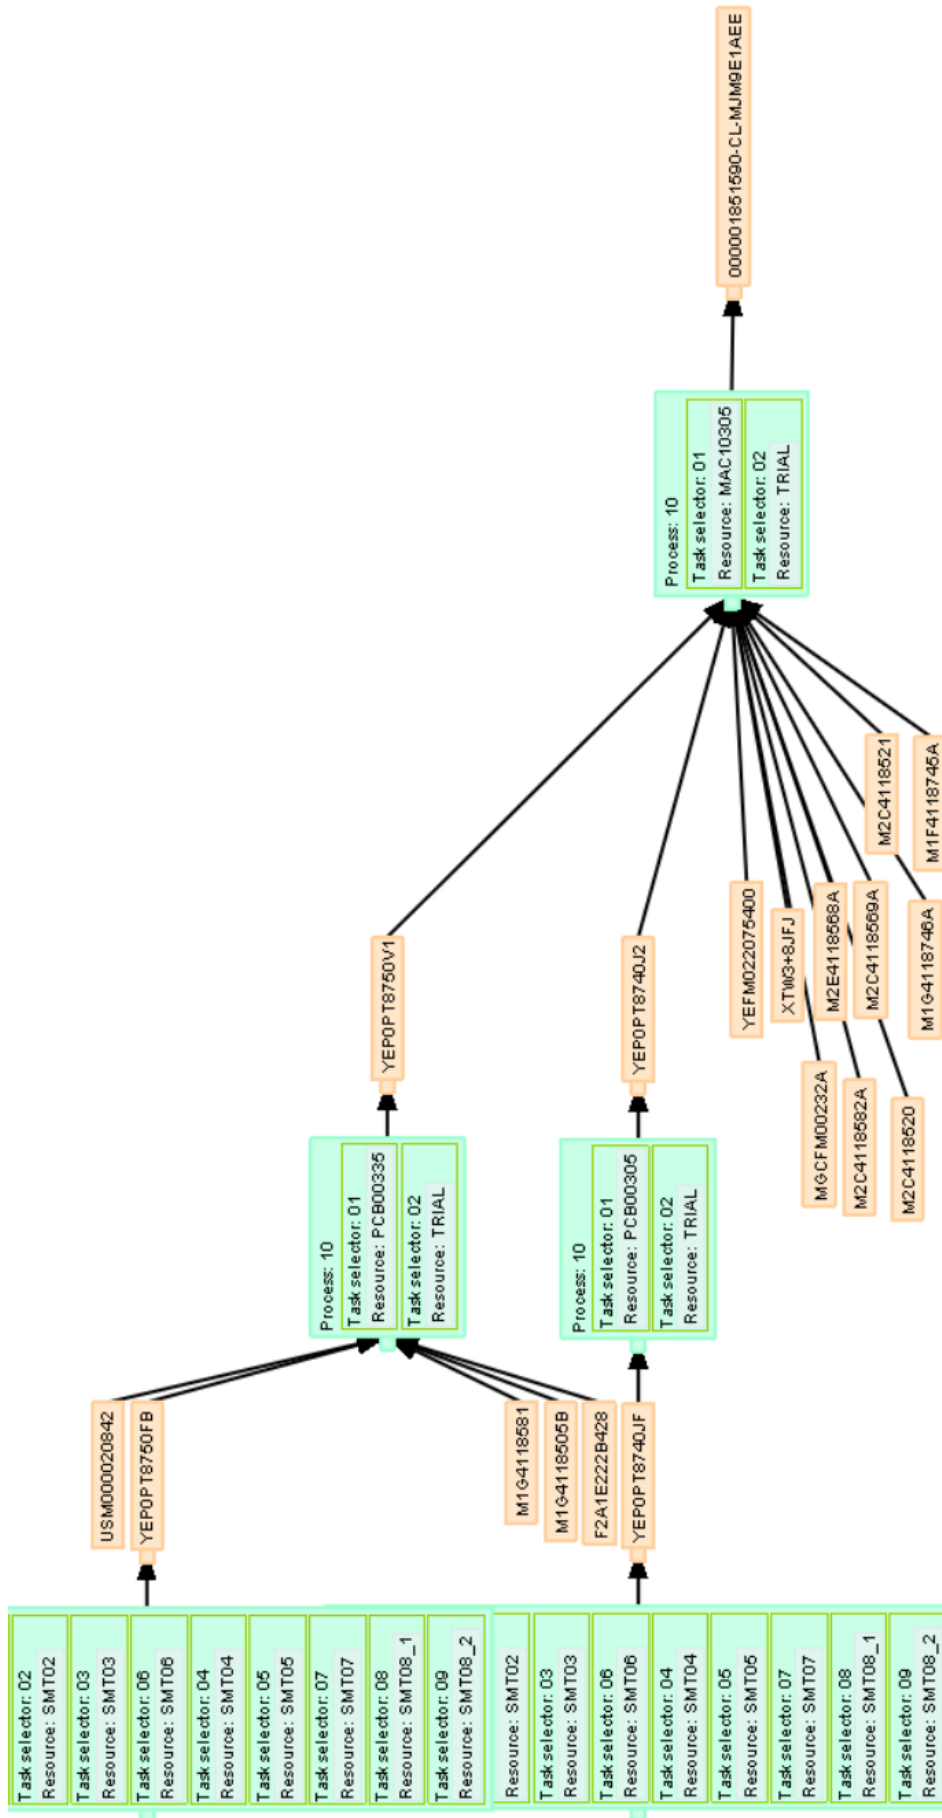 Task selector: 02
Resource: SMT02
Task selector: 03
Resource: SMT03
Task selector: 06
Resource: SMT06
Task selector: 04
Resource: SMT04
Task selector: 05
Resource: SMT05
Task selector: 07
Resource: SMT07
Task selector: 08
Resource: SMT08_1
Task selector: 09
Resource: SMT08_2
Resource: SMT02
Task selector: 03
Resource: SMT03
Task selector: 06
Resource: SMT06
Task selector: 04
Resource: SMT04
Task selector: 05
Resource: SMT05
Task selector: 07
Resource: SMT07
Task selector: 08
Resource: SMT08_1
Task selector: 09
Resource: SMT08_2
USM000020842
YEP0PT8750FB
M1G4118581
M1G4118505B
F2A1E222B428
YEP0PT8740JF
Process: 10
Task selector: 01
Resource: PCB00335
Task selector: 02
Resource: TRIAL
Process: 10
Task selector: 01
Resource: PCB00305
Task selector: 02
Resource: TRIAL
YEP0PT8750V1
YEP0PT8740J2
YEFM022075400
XTW3+8JFJ
MGCFM00232A
M2E4118568A
M2C4118582A
M2C4118569A
M2C4118520
M2C4118521
M1G4118746A
M1F4118745A
Process: 10
Task selector: 01
Resource: MAC10305
Task selector: 02
Resource: TRIAL
000001851590-CL-MJM9E1AEE